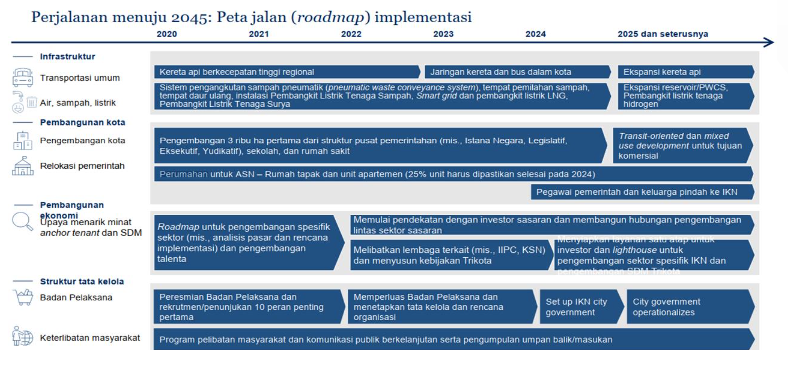 Perjalanan menuju 2045: Peta jalan (roadmap) implementasi
2020 2021 2022 2023 2024 2025 dan seterusnya
Infrastruktur
Transportasi umum
Kereta api berkecepatan tinggi regional
Jaringan kereta dan bus dalam kota
Ekspansi kereta api
Air, sampah, listrik
Sistem pengangkutan sampah pneumatik (pneumatic waste conveyance system), tempat pemilahan sampah,
tempat daur ulang, instalasi Pembangkit Listrik Tenaga Sampah, Smart grid dan pembangkit listrik LNG,
Pembangkit Listrik Tenaga Surya
Ekspansi reservoir/PWCS,
Pembangkit listrik tenaga
hidrogen
Pembangunan kota
Pengembangan kota
Pengembangan 3 ribu ha pertama dari struktur pusat pemerintahan (mis., Istana Negara, Legislatif,
Eksekutif, Yudikatif), sekolah, dan rumah sakit
Transit-oriented dan mixed
use development untuk tujuan
komersial
Relokasi pemerintah
Perumahan untuk ASN – Rumah tapak dan unit apartemen (25% unit harus dipastikan selesai pada 2024)
Pegawai pemerintah dan keluarga pindah ke IKN
Pembangunan
ekonomi
Upaya menarik minat
anchor tenant dan SDM
Roadmap untuk pengembangan spesifik
sektor (mis., analisis pasar dan rencana
implementasi) dan pengembangan
talenta
Memulai pendekatan dengan investor sasaran dan membangun hubungan pengembangan
lintas sektor sasaran
Melibatkan lembaga terkait (mis., IIPC, KSN)
dan menyusun kebijakan Trikota
Menyiapkan layanan satu atap untuk
investor dan lighthouse untuk
pengembangan sektor spesifik IKN dan
pengembangan SDM Trikota
Struktur tata kelola
Badan Pelaksana
Peresmian Badan Pelaksana dan
rekrutmen/penunjukan 10 peran penting
pertama
Memperluas Badan Pelaksana dan
menetapkan tata kelola dan rencana
organisasi
Set up IKN city
government
City government
operationalizes
Keterlibatan masyarakat
Program pelibatan masyarakat dan komunikasi publik berkelanjutan serta pengumpulan umpan balik/masukan